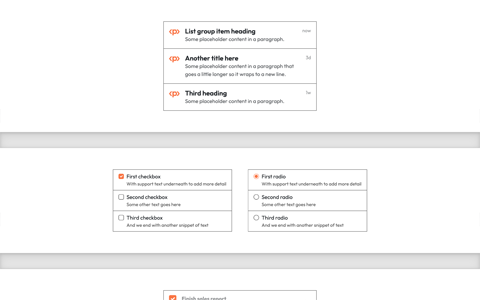 <p> List group item heading now
Some placeholder content in a paragraph.
<p> Another title here 3d
Some placeholder content in a paragraph that
goes a little longer so it wraps to a new line.
<p> Third heading 1w
Some placeholder content in a paragraph.
First checkbox
With support text underneath to add more detail
Second checkbox
Some other text goes here
Third checkbox
And we end with another snippet of text
First radio
With support text underneath to add more detail
Second radio
Some other text goes here
Third radio
And we end with another snippet of text
Finish sales report